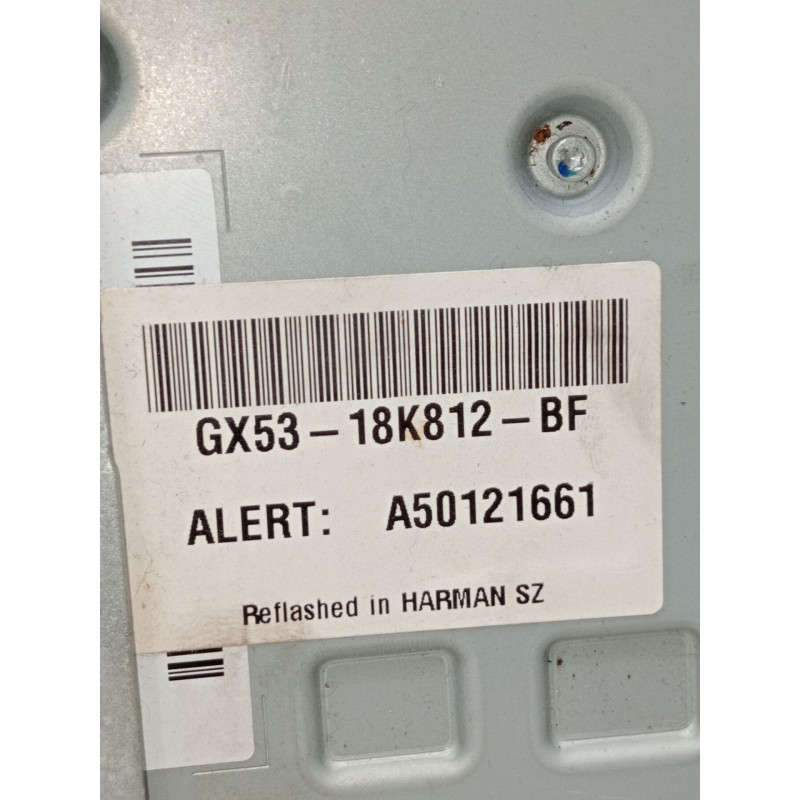 GX53-18K812-BF
ALERT: A50121661
Reflashed in HARMAN SZ